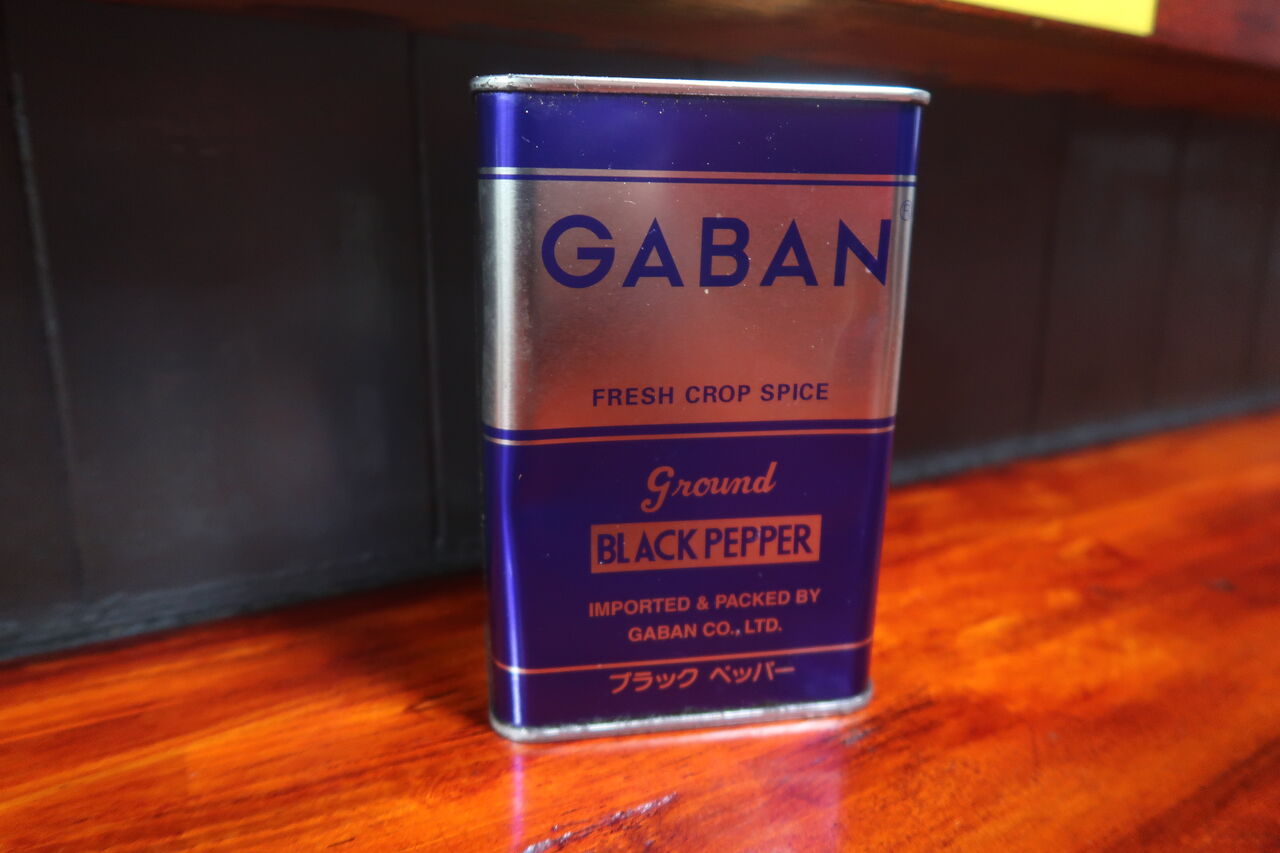 GABAN®
FRESH CROP SPICE
Ground
BLACK PEPPER
IMPORTED & PACKED BY
GABAN CO., LTD.
ブラック ペッパー